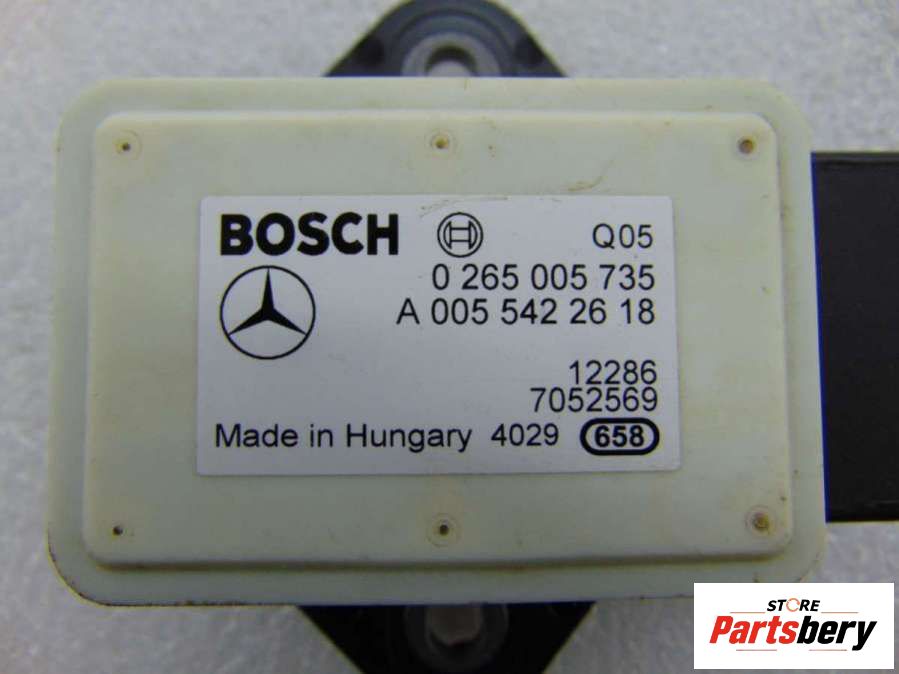 BOSCH Q05
0 265 005 735
A 005 542 26 18
12286
7052569
Made in Hungary 4029 658
STORE
Partsbery